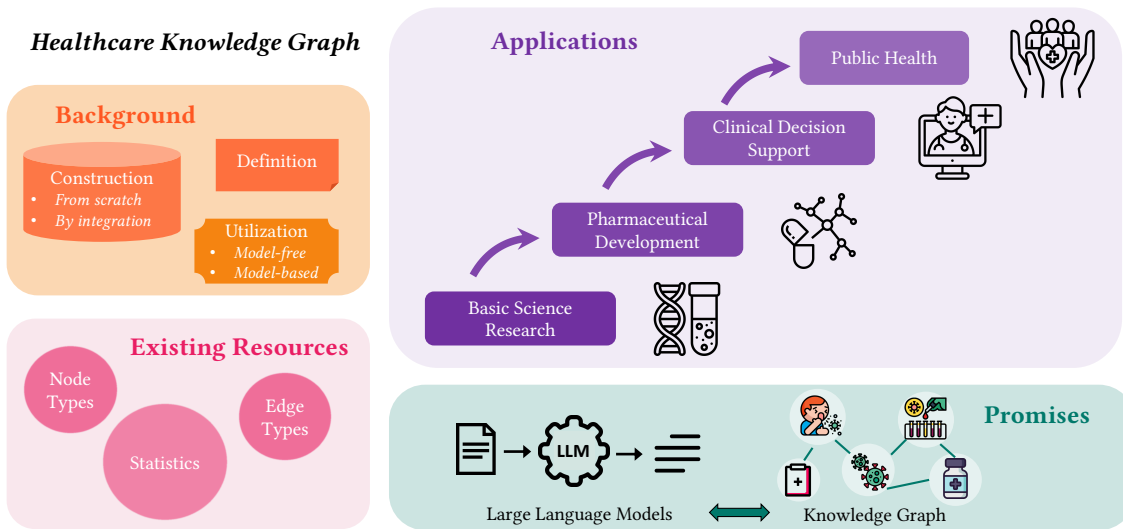 Healthcare Knowledge Graph
Background
Construction
• From scratch
• By integration
Definition
Utilization
• Model-free
• Model-based
Existing Resources
Node
Types
Statistics
Edge
Types
Applications
Public Health
Clinical Decision
Support
Pharmaceutical
Development
Basic Science
Research
Promises
LLM
Large Language Models
Knowledge Graph